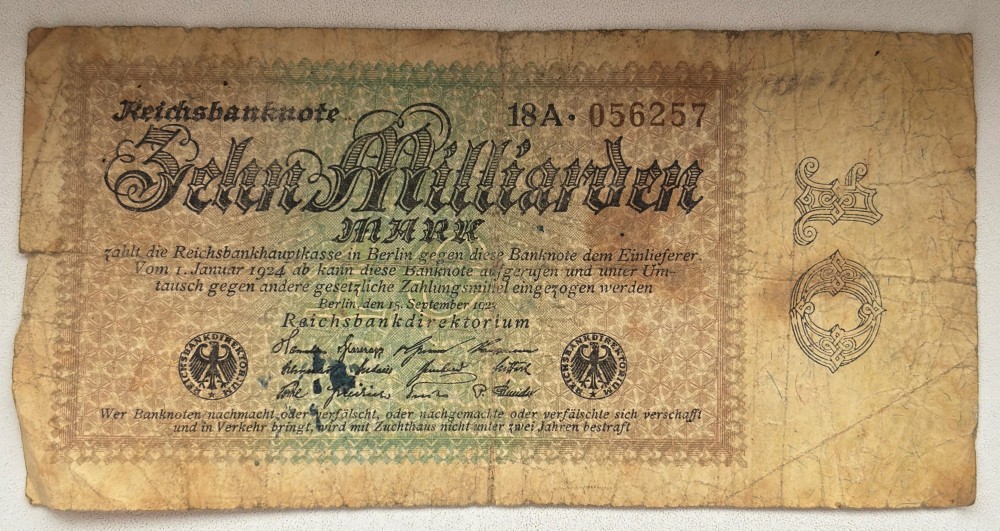 Reichsbanknote
18A· 056257
Zehn Milliarden
MARK
zahlt die Reichsbankhauptkasse in Berlin gegen diese Banknote dem Einlieferer.
Vom 1. Januar 1924 ab kann diese Banknote aufgerufen und unter Um-
tausch gegen andere gesetzliche Zahlungsmittel eingezogen werden
Berlin, den 15. September 1923
Reichsbankdirektorium
REICHSBANKDIREKTORIUM
REICHSBANKDIREKTORIUM
Wer Banknoten nachmacht oder verfälscht, oder nachgemachte oder verfälschte sich verschafft
und in Verkehr bringt, wird mit Zuchthaus nicht unter zwei Jahren bestraft
10